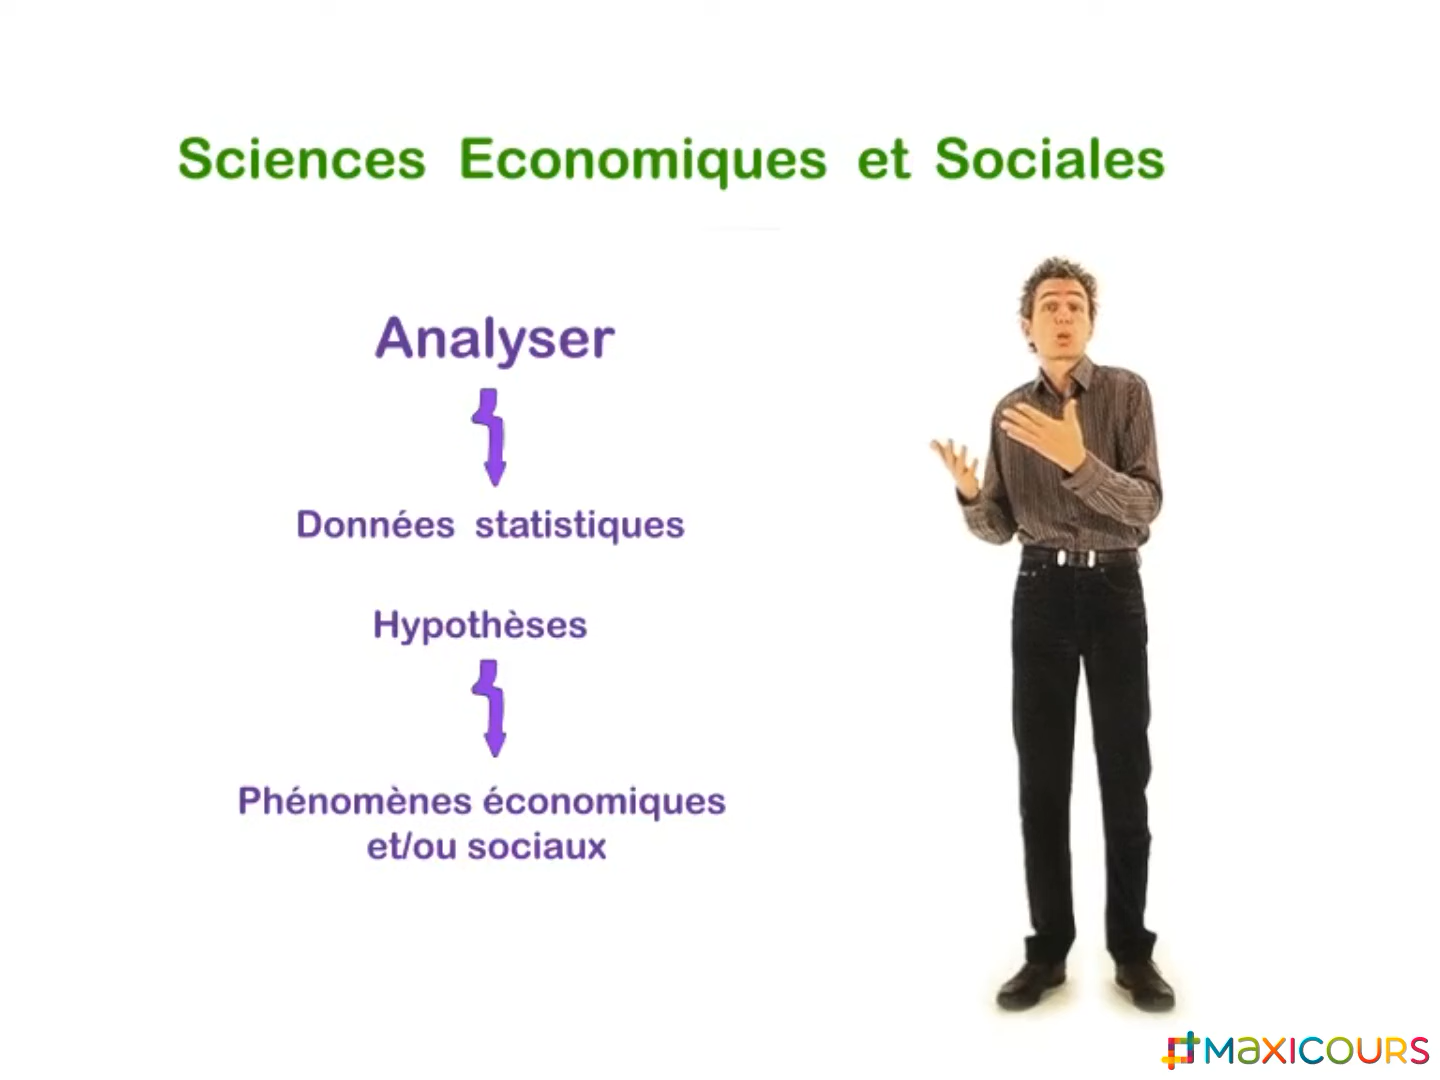 Sciences Economiques et Sociales
Analyser
Données statistiques
Hypothèses
Phénomènes économiques
et/ou sociaux
MaXICOURS